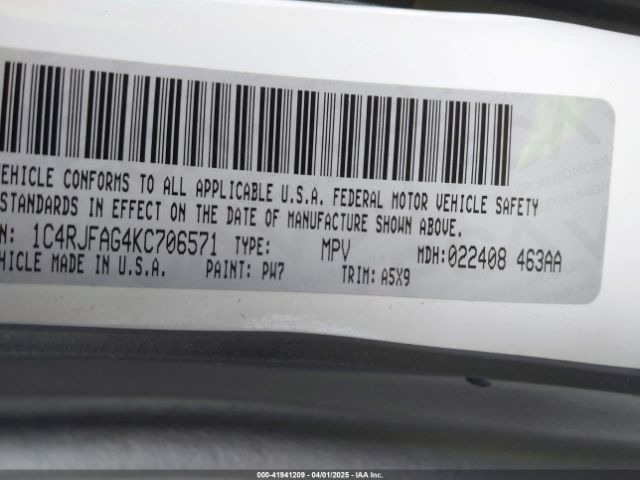 VEHICLE CONFORMS TO ALL APPLICABLE U.S.A. FEDERAL MOTOR VEHICLE SAFETY
STANDARDS IN EFFECT ON THE DATE OF MANUFACTURE SHOWN ABOVE.
N: 1C4RJFAG4KC706571 TYPE: MPV MDH:022408 463AA
HICLE MADE IN U.S.A. PAINT: PW7 TRIM: A5X9
000-41941209 - 04/01/2025 - IAA Inc.